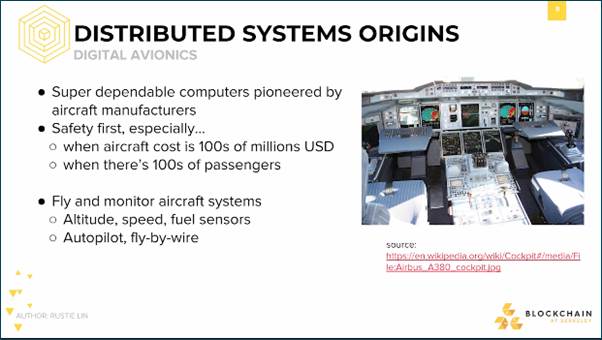 DISTRIBUTED SYSTEMS ORIGINS
DIGITAL AVIONICS
● Super dependable computers pioneered by
aircraft manufacturers
● Safety first, especially...
○ when aircraft cost is 100s of millions USD
○ when there's 100s of passengers
● Fly and monitor aircraft systems
○ Altitude, speed, fuel sensors
○ Autopilot, fly-by-wire
source:
https://en.wikipedia.org/wiki/Cockpit#/media/Fi
le:Airbus_A380_cockpit.jpg
AUTHOR: RUSTIE LIN
BLOCKCHAIN
AT BERKELEY